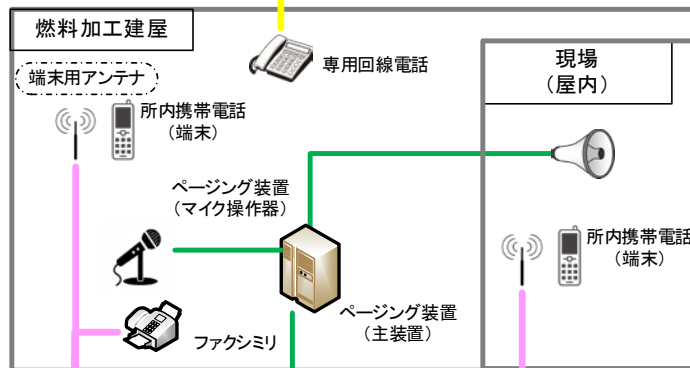 燃料加工建屋
専用回線電話
現場
（屋内）
端末用アンテナ
所内携帯電話
（端末）
ページング装置
（マイク操作器）
所内携帯電話
（端末）
ページング装置
（主装置）
ファクシミリ